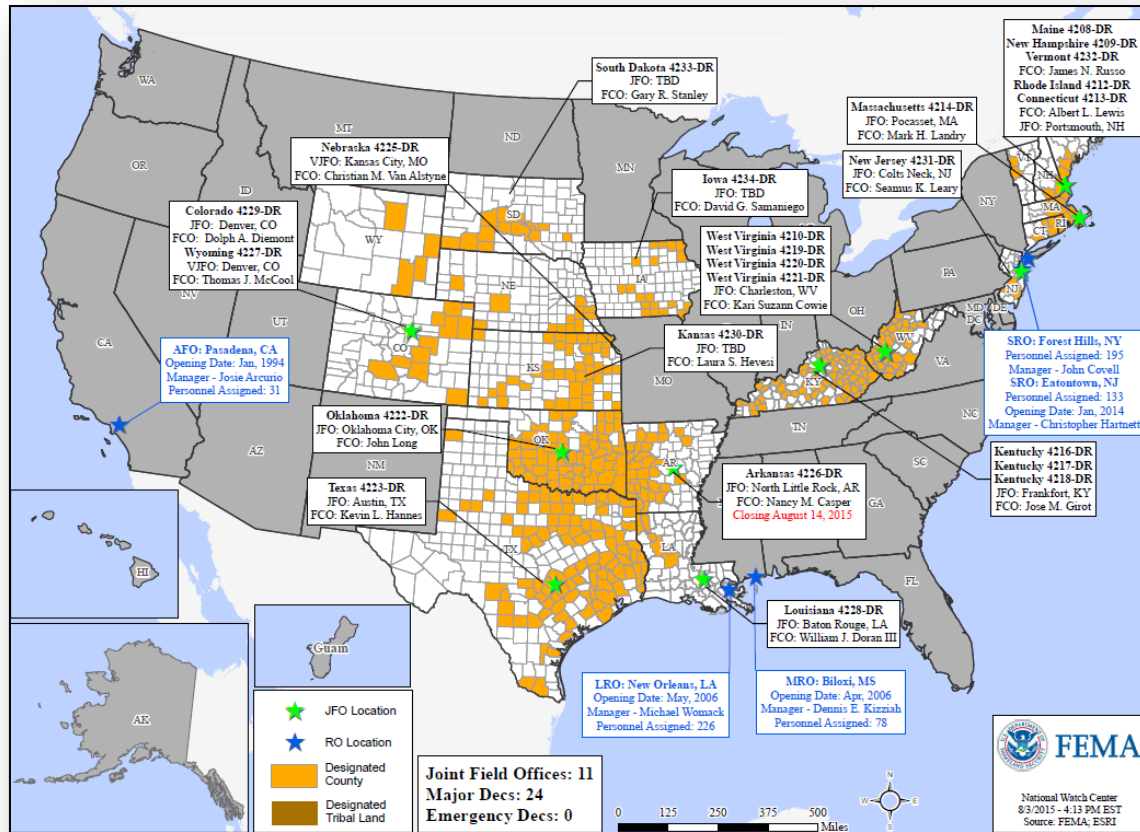 South Dakota 4233-DR
JFO: TBD
FCO: Gary R. Stanley
Maine 4208-DR
New Hampshire 4209-DR
Vermont 4232-DR
FCO: James N. Russo
Rhode Island 4212-DR
Connecticut 4213-DR
FCO: Albert L. Lewis
JFO: Portsmouth, NH
Massachusetts 4214-DR
JFO: Pocasset, MA
FCO: Mark H. Landry
Nebraska 4225-DR
VJFO: Kansas City, MO
FCO: Christian M. Van Alstyne
New Jersey 4231-DR
JFO: Colts Neck, NJ
FCO: Seamus K. Leary
Iowa 4234-DR
JFO: TBD
FCO: David G. Samaniego
Colorado 4229-DR
JFO: Denver, CO
FCO: Dolph A. Diemont
Wyoming 4227-DR
VJFO: Denver, CO
FCO: Thomas J. McCool
West Virginia 4210-DR
West Virginia 4219-DR
West Virginia 4220-DR
West Virginia 4221-DR
JFO: Charleston, WV
FCO: Kari Suzann Cowie
Kansas 4230-DR
JFO: TBD
FCO: Laura S. Hevesi
AFO: Pasadena, CA
Opening Date: Jan, 1994
Manager - Josie Arcurio
Personnel Assigned: 31
SRO: Forest Hills, NY
Personnel Assigned: 195
Manager - John Covell
SRO: Eatontown, NJ
Personnel Assigned: 133
Opening Date: Jan, 2014
Manager - Christopher Hartnett
Oklahoma 4222-DR
JFO: Oklahoma City, OK
FCO: John Long
Texas 4223-DR
JFO: Austin, TX
FCO: Kevin L. Hannes
Arkansas 4226-DR
JFO: North Little Rock, AR
FCO: Nancy M. Casper
Closing August 14, 2015
Kentucky 4216-DR
Kentucky 4217-DR
Kentucky 4218-DR
JFO: Frankfort, KY
FCO: Jose M. Girot
Louisiana 4228-DR
JFO: Baton Rouge, LA
FCO: William J. Doran III
LRO: New Orleans, LA
Opening Date: May, 2006
Manager - Michael Womack
Personnel Assigned: 226
MRO: Biloxi, MS
Opening Date: Apr, 2006
Manager - Dennis E. Kizziah
Personnel Assigned: 78
WA
MT
ND
MN
OR
ID
SD
WY
NY
VT
NH
MA
RI
CT
PA
NJ
NV
UT
CO
NE
IA
IN
OH
MD
DE
DC
WV
VA
CA
KS
MO
KY
AZ
NM
OK
AR
TN
NC
SC
GA
TX
LA
FL
HI
AK
Guam
JFO Location
RO Location
Designated
County
Designated
Tribal Land
Joint Field Offices: 11
Major Decs: 24
Emergency Decs: 0
0 125 250 500
Miles
N
W
E
S
FEMA
National Watch Center
8/3/2015 - 4:13 PM EST
Source: FEMA; ESRI